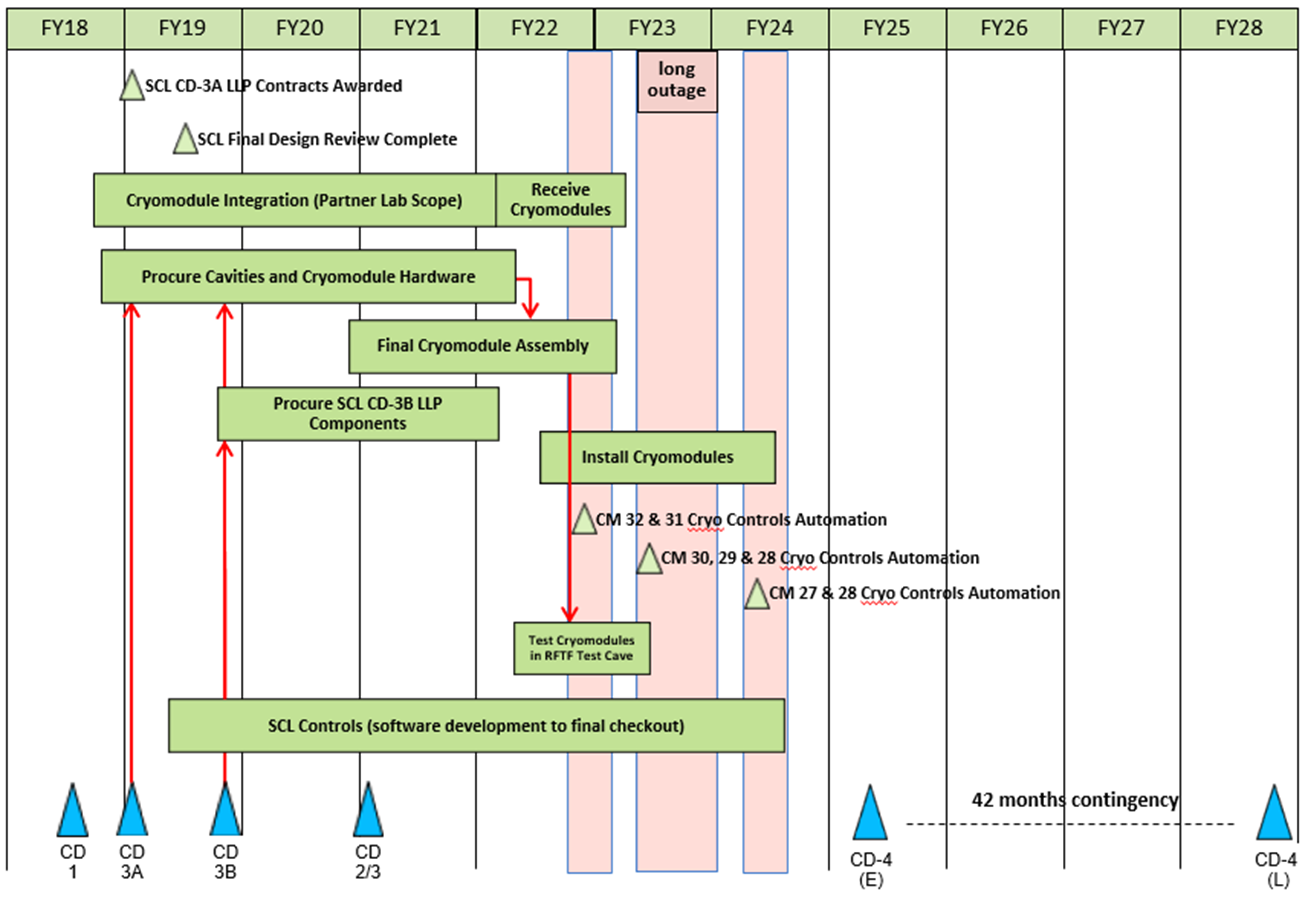 FY18 FY19 FY20 FY21 FY22 FY23 FY24 FY25 FY26 FY27 FY28
long
outage
SCL CD-3A LLP Contracts Awarded
SCL Final Design Review Complete
Cryomodule Integration (Partner Lab Scope)
Receive
Cryomodules
Procure Cavities and Cryomodule Hardware
Final Cryomodule Assembly
Procure SCL CD-3B LLP
Components
Install Cryomodules
CM 32 & 31 Cryo Controls Automation
CM 30, 29 & 28 Cryo Controls Automation
CM 27 & 28 Cryo Controls Automation
Test Cryomodules
in RFTF Test Cave
SCL Controls (software development to final checkout)
42 months contingency
CD
1
CD
3A
CD
3B
CD
2/3
CD-4
(E)
CD-4
(L)